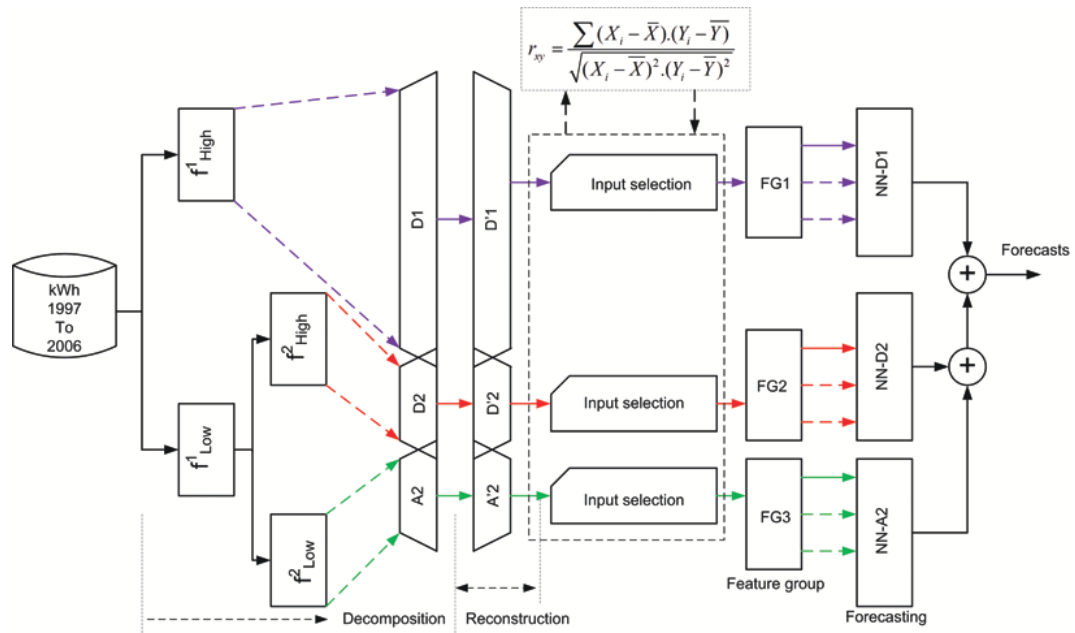 r_xy = ∑(X_i − X̄).(Y_i − Ȳ) / √(X_i − X̄)².(Y_i − Ȳ)²
f¹High
D1
D'1
Input selection
FG1
NN-D1
+
Forecasts
kWh
1997
To
2006
f²High
D2
D'2
Input selection
FG2
NN-D2
+
f¹Low
f²Low
A2
A'2
Input selection
FG3
NN-A2
Feature group
Decomposition
Reconstruction
Forecasting